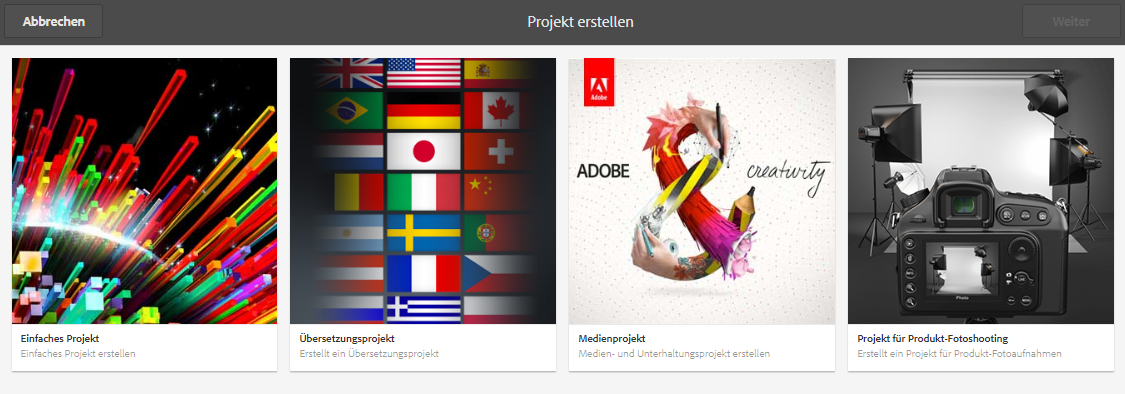 Abbrechen
Projekt erstellen
Weiter
Adobe
ADOBE
creativity
Photo
Einfaches Projekt
Einfaches Projekt erstellen
Übersetzungsprojekt
Erstellt ein Übersetzungsprojekt
Medienprojekt
Medien- und Unterhaltungsprojekt erstellen
Projekt für Produkt-Fotoshooting
Erstellt ein Projekt für Produkt-Fotoaufnahmen